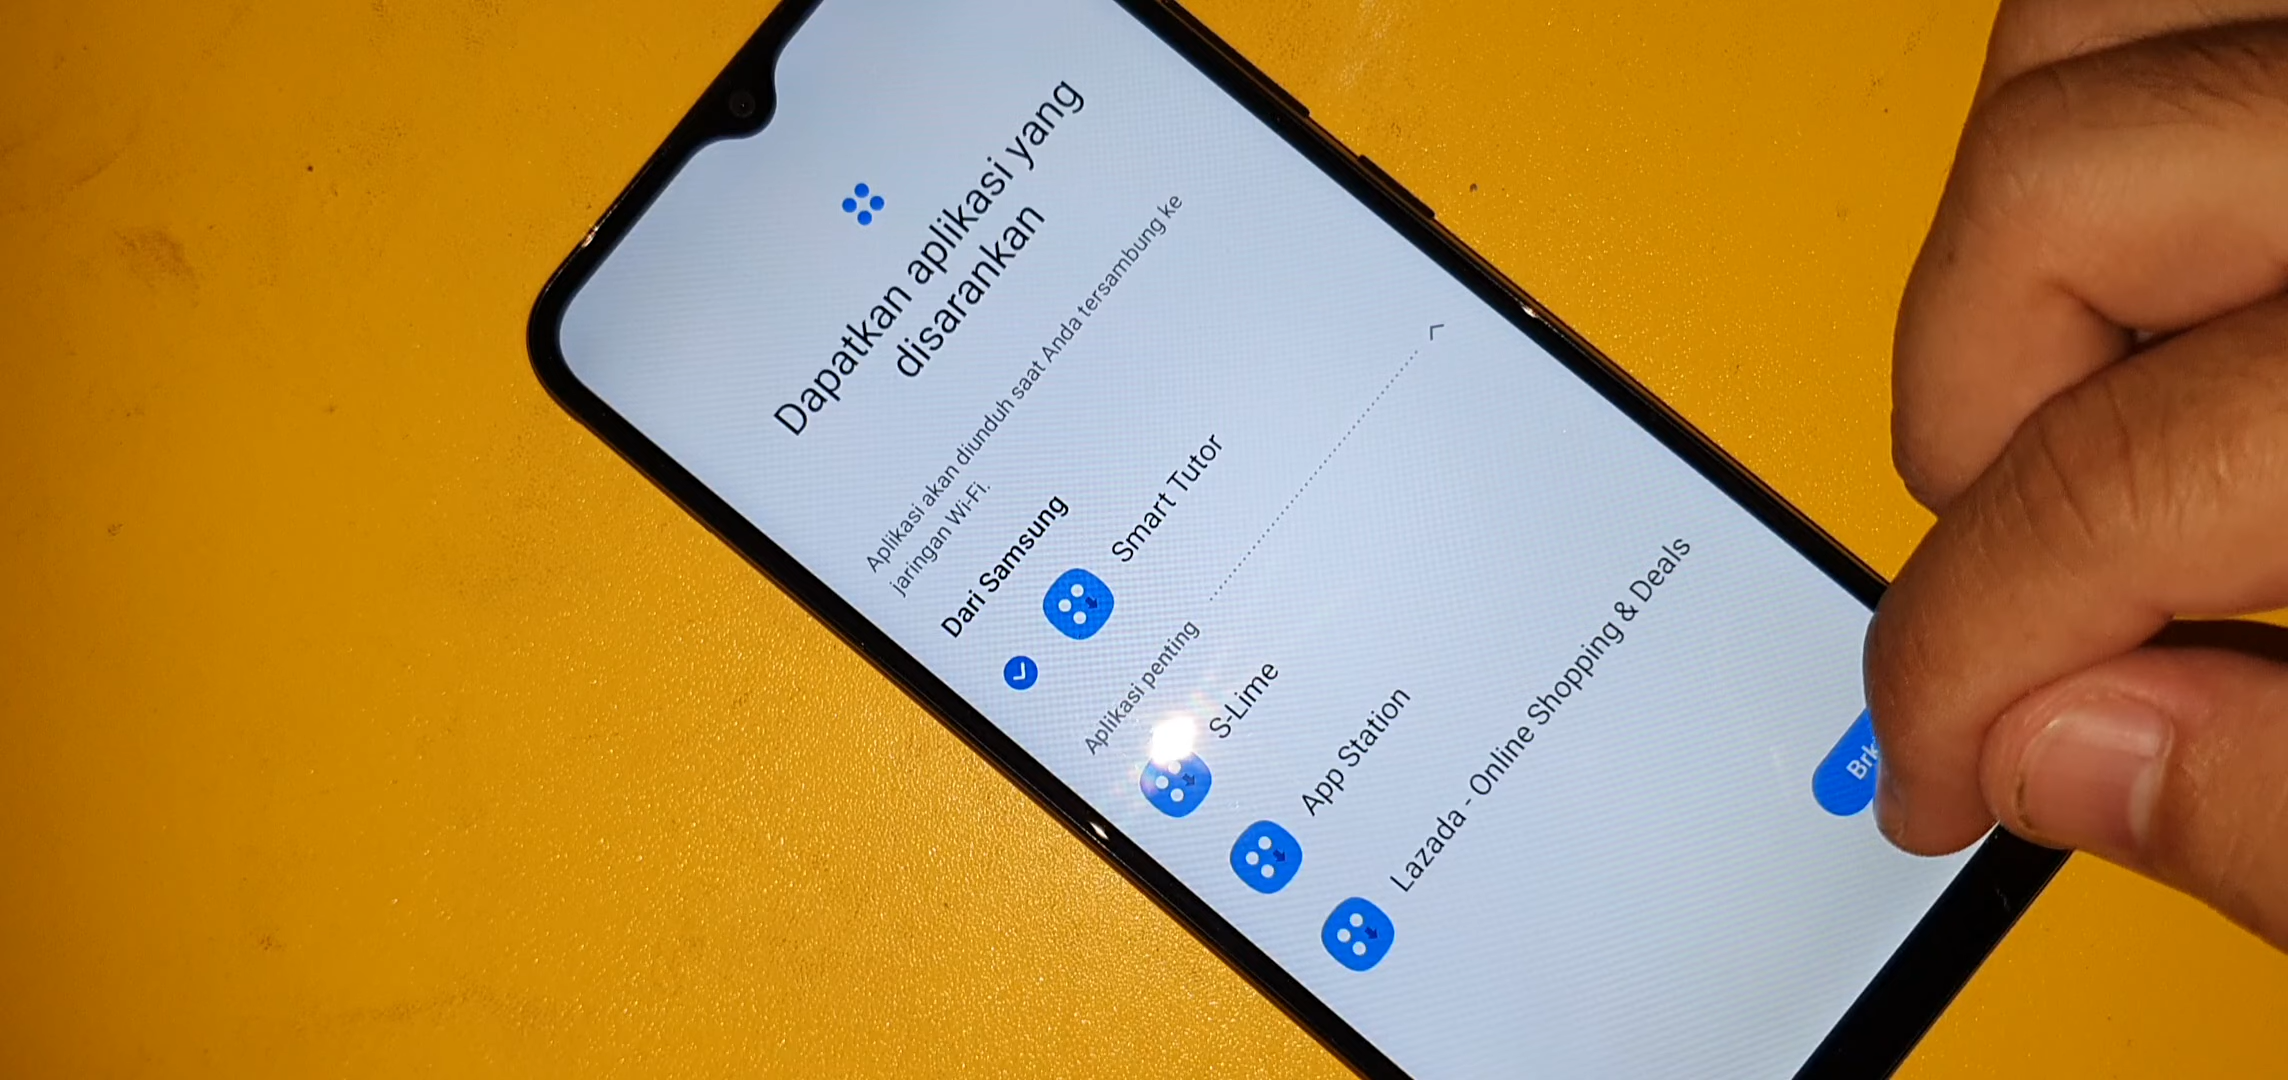 Dapatkan aplikasi yang
disarankan
Aplikasi akan diunduh saat Anda tersambung ke
jaringan Wi-Fi.
Dari Samsung
Smart Tutor
Aplikasi penting
S-Lime
App Station
Lazada - Online Shopping & Deals